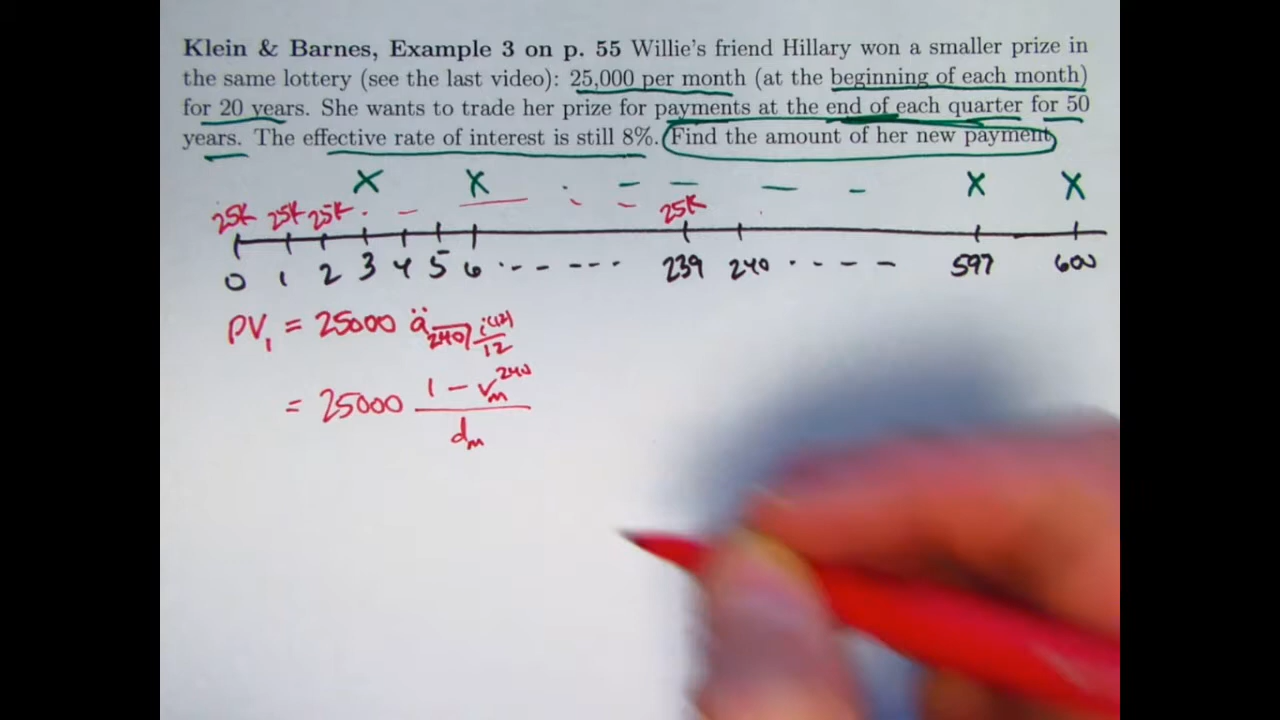 Klein & Barnes, Example 3 on p. 55 Willie's friend Hillary won a smaller prize in
the same lottery (see the last video): 25,000 per month (at the beginning of each month)
for 20 years. She wants to trade her prize for payments at the end of each quarter for 50
years. The effective rate of interest is still 8%. Find the amount of her new payment.
X X . - - - - X X
25K 25K 25K . - - . - 25K
0 1 2 3 4 5 6 ........ 239 240 .---- 597 600
PV₁ = 25000 ä 240| i^(12)/12
= 25000 (1 - v_m^240)/d_m